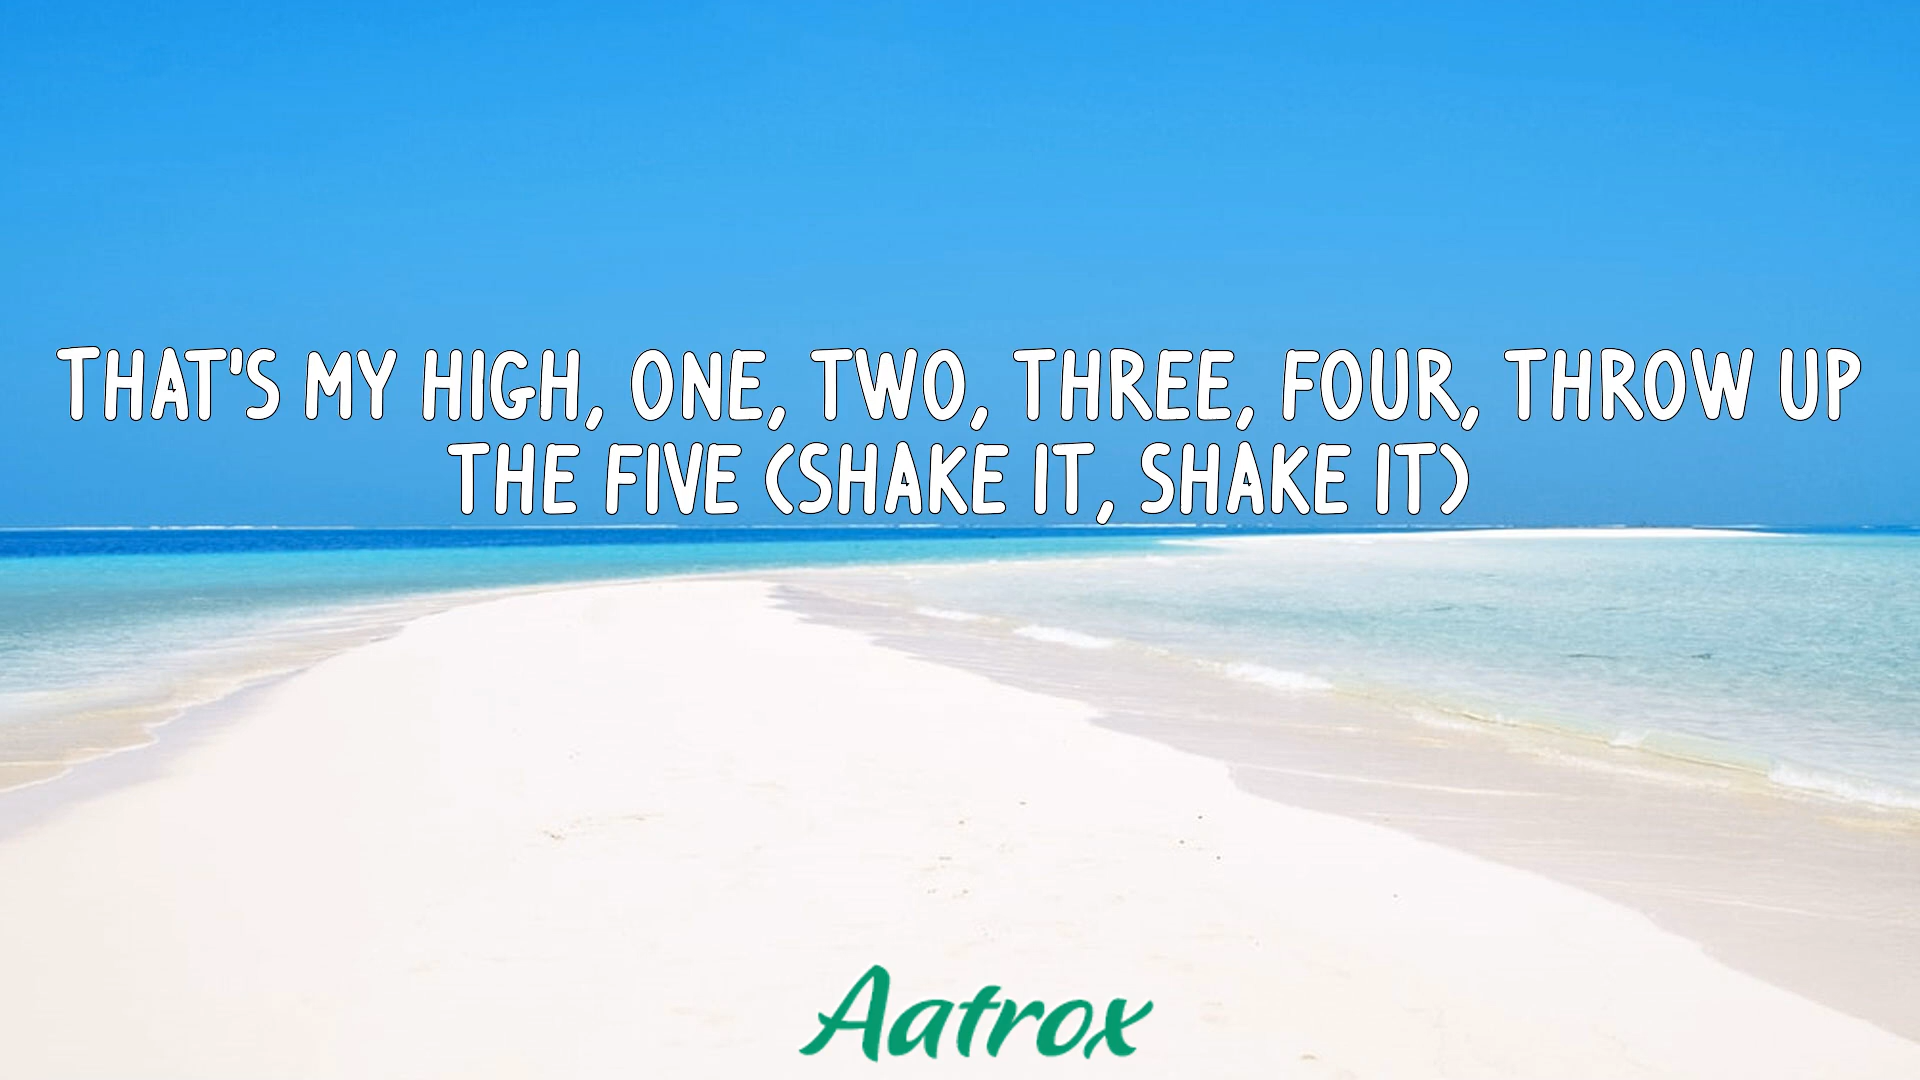 THAT'S MY HIGH, ONE, TWO, THREE, FOUR, THROW UP
THE FIVE (SHAKE IT, SHAKE IT)
Aatrox